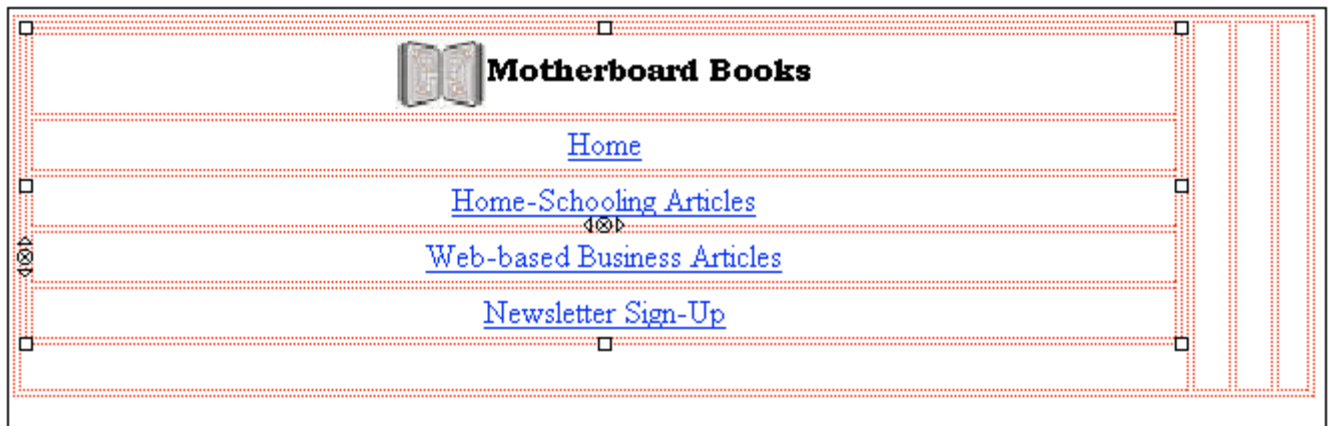 Motherboard Books
Home
Home-Schooling Articles
Web-based Business Articles
Newsletter Sign-Up